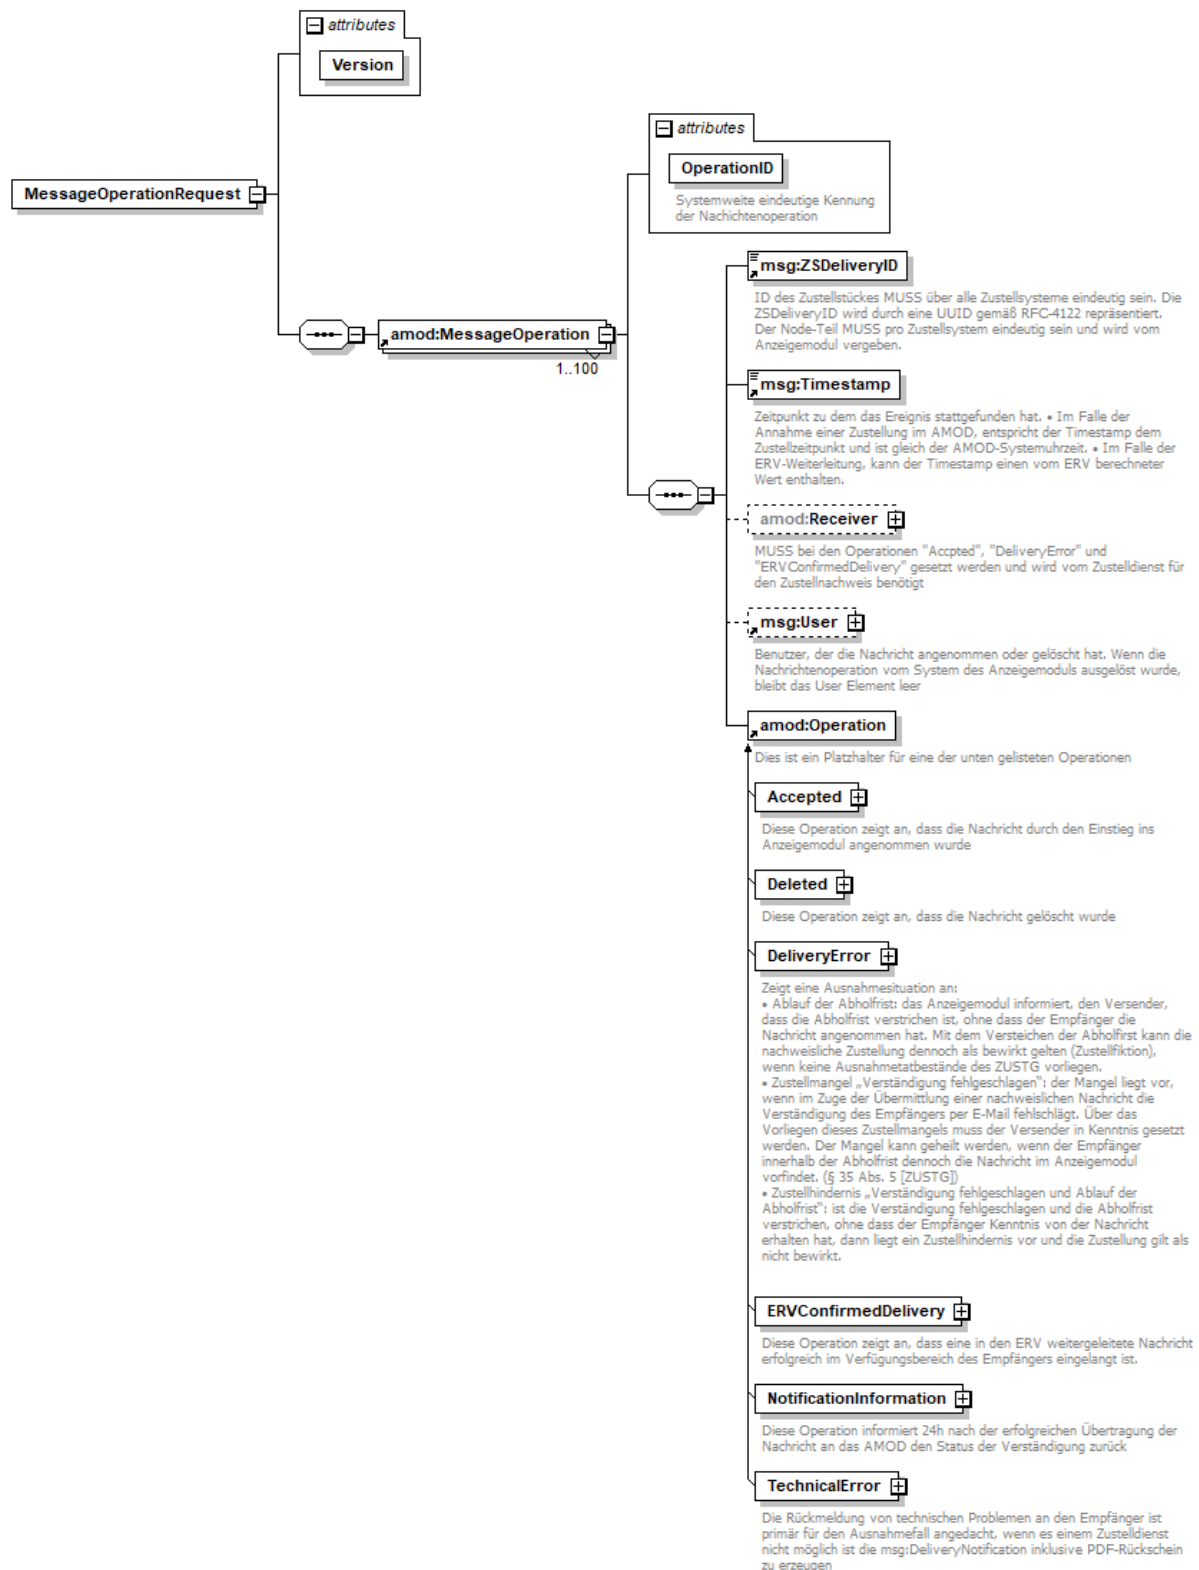 attributes
Version
attributes
OperationID
Systemweite eindeutige Kennung
der Nachichtenoperation
MessageOperationRequest
msg:ZSDeliveryID
ID des Zustellstückes MUSS über alle Zustellsysteme eindeutig sein. Die
ZSDeliveryID wird durch eine UUID gemäß RFC-4122 repräsentiert.
Der Node-Teil MUSS pro Zustellsystem eindeutig sein und wird vom
Anzeigemodul vergeben.
amod:MessageOperation
1..100
msg:Timestamp
Zeitpunkt zu dem das Ereignis stattgefunden hat. • Im Falle der
Annahme einer Zustellung im AMOD, entspricht der Timestamp dem
Zustellzeitpunkt und ist gleich der AMOD-Systemuhrzeit. • Im Falle der
ERV-Weiterleitung, kann der Timestamp einen vom ERV berechneter
Wert enthalten.
amod:Receiver
MUSS bei den Operationen "Accpted", "DeliveryError" und
"ERVConfirmedDelivery" gesetzt werden und wird vom Zustelldienst für
den Zustellnachweis benötigt
msg:User
Benutzer, der die Nachricht angenommen oder gelöscht hat. Wenn die
Nachrichtenoperation vom System des Anzeigemoduls ausgelöst wurde,
bleibt das User Element leer
amod:Operation
Dies ist ein Platzhalter für eine der unten gelisteten Operationen
Accepted
Diese Operation zeigt an, dass die Nachricht durch den Einstieg ins
Anzeigemodul angenommen wurde
Deleted
Diese Operation zeigt an, dass die Nachricht gelöscht wurde
DeliveryError
Zeigt eine Ausnahmesituation an:
• Ablauf der Abholfrist: das Anzeigemodul informiert, den Versender,
dass die Abholfrist verstrichen ist, ohne dass der Empfänger die
Nachricht angenommen hat. Mit dem Versteichen der Abholfirst kann die
nachweisliche Zustellung dennoch als bewirkt gelten (Zustellfiktion),
wenn keine Ausnahmetatbestände des ZUSTG vorliegen.
• Zustellmangel „Verständigung fehlgeschlagen“: der Mangel liegt vor,
wenn im Zuge der Übermittlung einer nachweislichen Nachricht die
Verständigung des Empfängers per E-Mail fehlschlägt. Über das
Vorliegen dieses Zustellmangels muss der Versender in Kenntnis gesetzt
werden. Der Mangel kann geheilt werden, wenn der Empfänger
innerhalb der Abholfrist dennoch die Nachricht im Anzeigemodul
vorfindet. (§ 35 Abs. 5 [ZUSTG])
• Zustellhindernis „Verständigung fehlgeschlagen und Ablauf der
Abholfrist“: ist die Verständigung fehlgeschlagen und die Abholfrist
verstrichen, ohne dass der Empfänger Kenntnis von der Nachricht
erhalten hat, dann liegt ein Zustellhindernis vor und die Zustellung gilt als
nicht bewirkt.
ERVConfirmedDelivery
Diese Operation zeigt an, dass eine in den ERV weitergeleitete Nachricht
erfolgreich im Verfügungsbereich des Empfängers eingelangt ist.
NotificationInformation
Diese Operation informiert 24h nach der erfolgreichen Übertragung der
Nachricht an das AMOD den Status der Verständigung zurück
TechnicalError
Die Rückmeldung von technischen Problemen an den Empfänger ist
primär für den Ausnahmefall angedacht, wenn es einem Zustelldienst
nicht möglich ist die msg:DeliveryNotification inklusive PDF-Rückschein
zu erzeugen